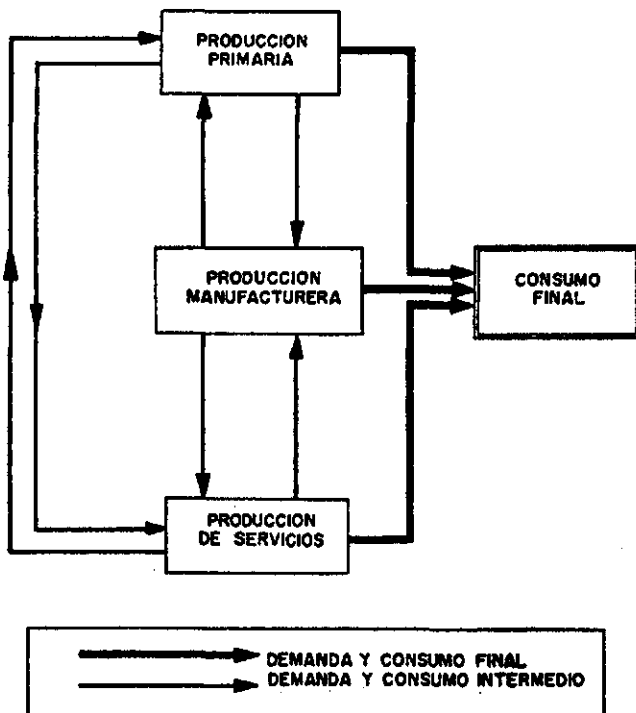 PRODUCCION
PRIMARIA
PRODUCCION
MANUFACTURERA
CONSUMO
FINAL
PRODUCCION
DE SERVICIOS
DEMANDA Y CONSUMO FINAL
DEMANDA Y CONSUMO INTERMEDIO